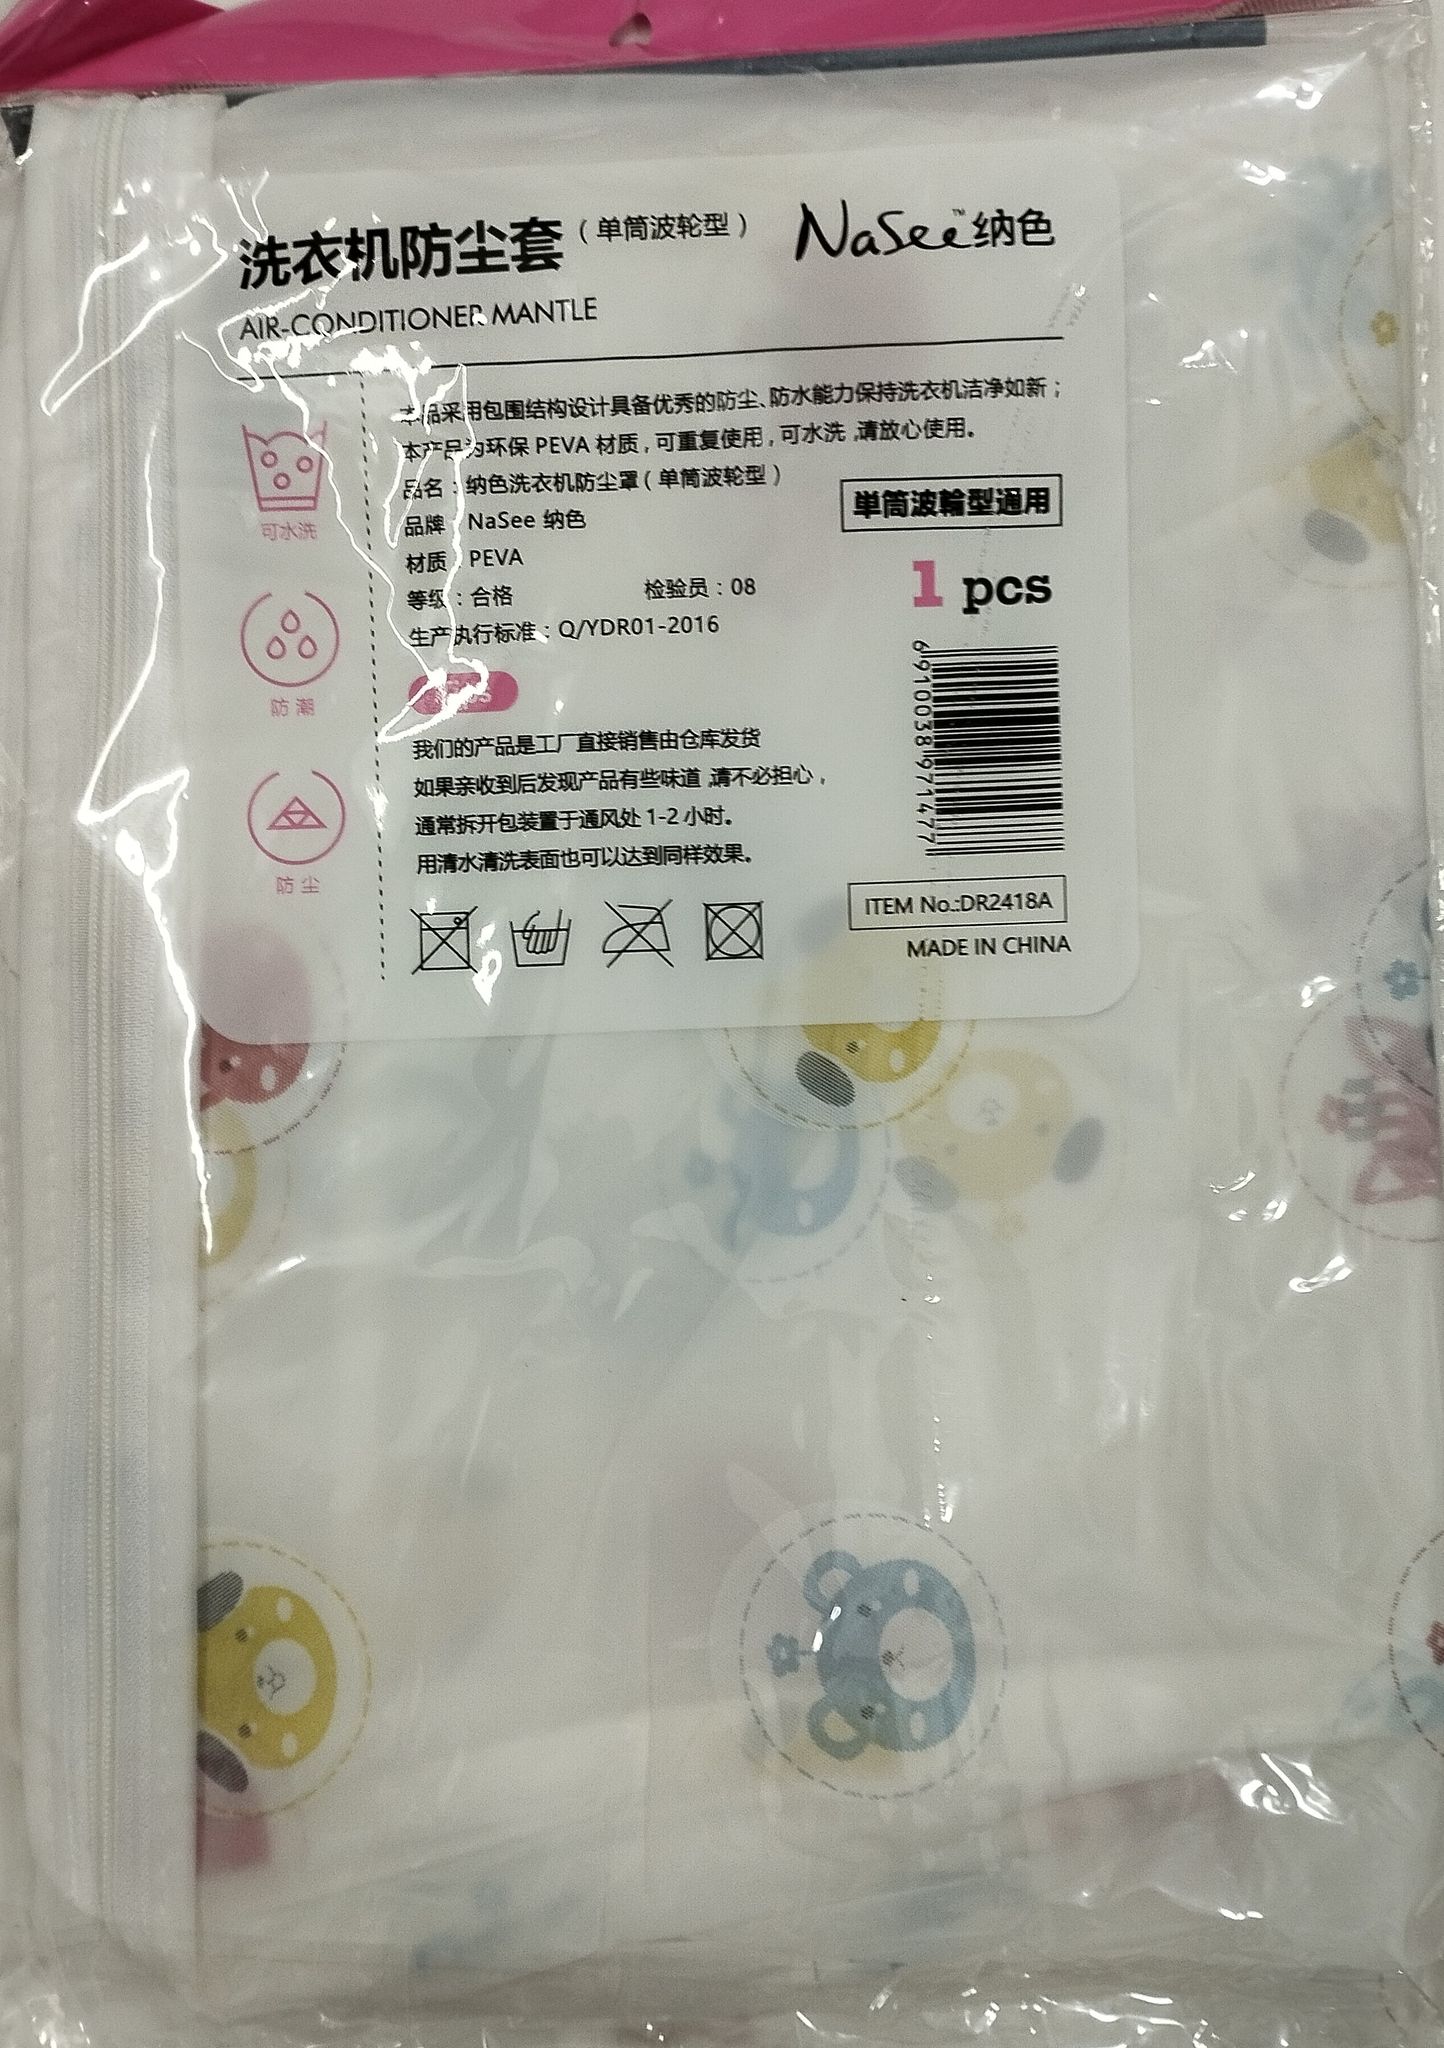 洗衣机防尘套（单筒波轮型） NaSee™纳色
AIR-CONDITIONER MANTLE
本品采用包围结构设计具备优秀的防尘、防水能力保持洗衣机洁净如新；
本产品为环保 PEVA 材质，可重复使用，可水洗，请放心使用。
品名：纳色洗衣机防尘罩（单筒波轮型）
品牌：NaSee 纳色
材质：PEVA
等级：合格 检验员：08
生产执行标准：Q/YDR01-2016
可水洗
防潮
防尘
单筒波輪型通用
1 pcs
6910038971477
我们的产品是工厂直接销售由仓库发货
如果亲收到后发现产品有些味道，请不必担心，
通常拆开包装置于通风处 1-2 小时。
用清水清洗表面也可以达到同样效果。
ITEM No.:DR2418A
MADE IN CHINA